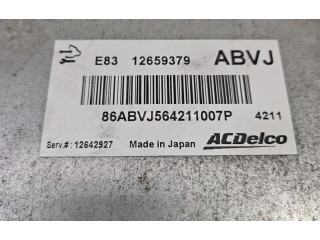 E83 12659379 ABVJ
86ABVJ564211007P 4211
Serv.#: 12642927 Made in Japan ACDelco